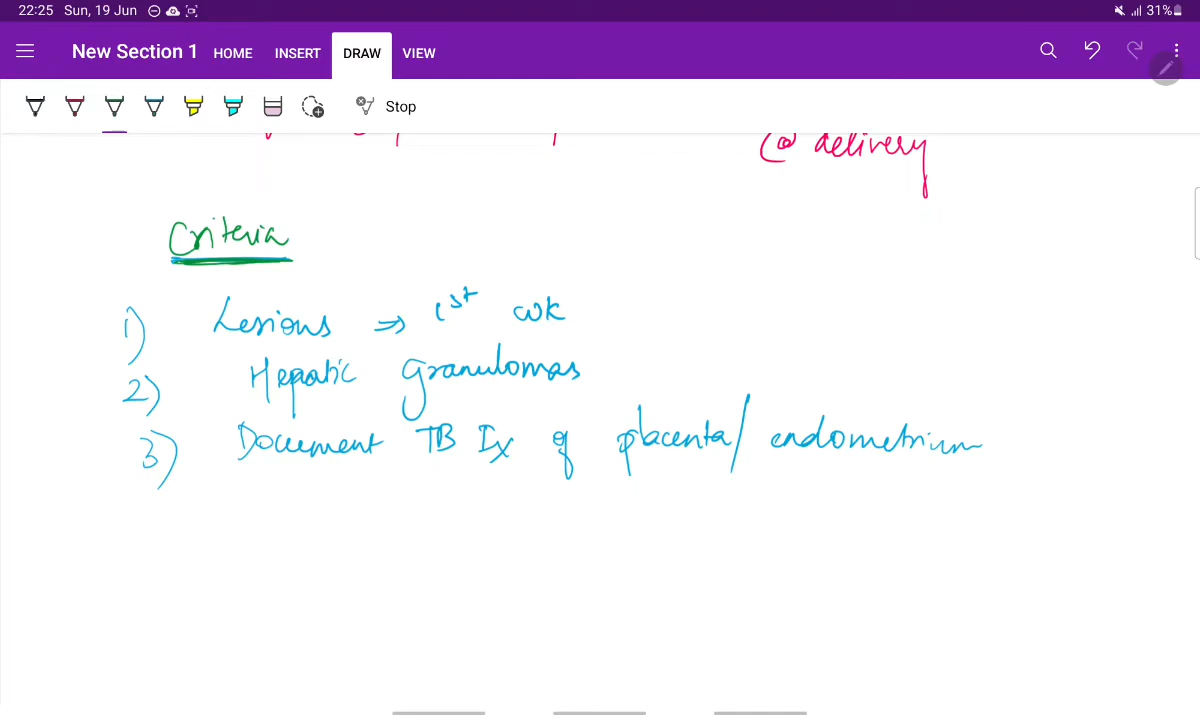 22:25 Sun, 19 Jun 31%
New Section 1 HOME INSERT DRAW VIEW
Stop
@ delivery
Criteria
1) Lesions ⇒ 1st wk
2) Hepatic granulomas
3) Document TB Ix of placenta/ endometrium